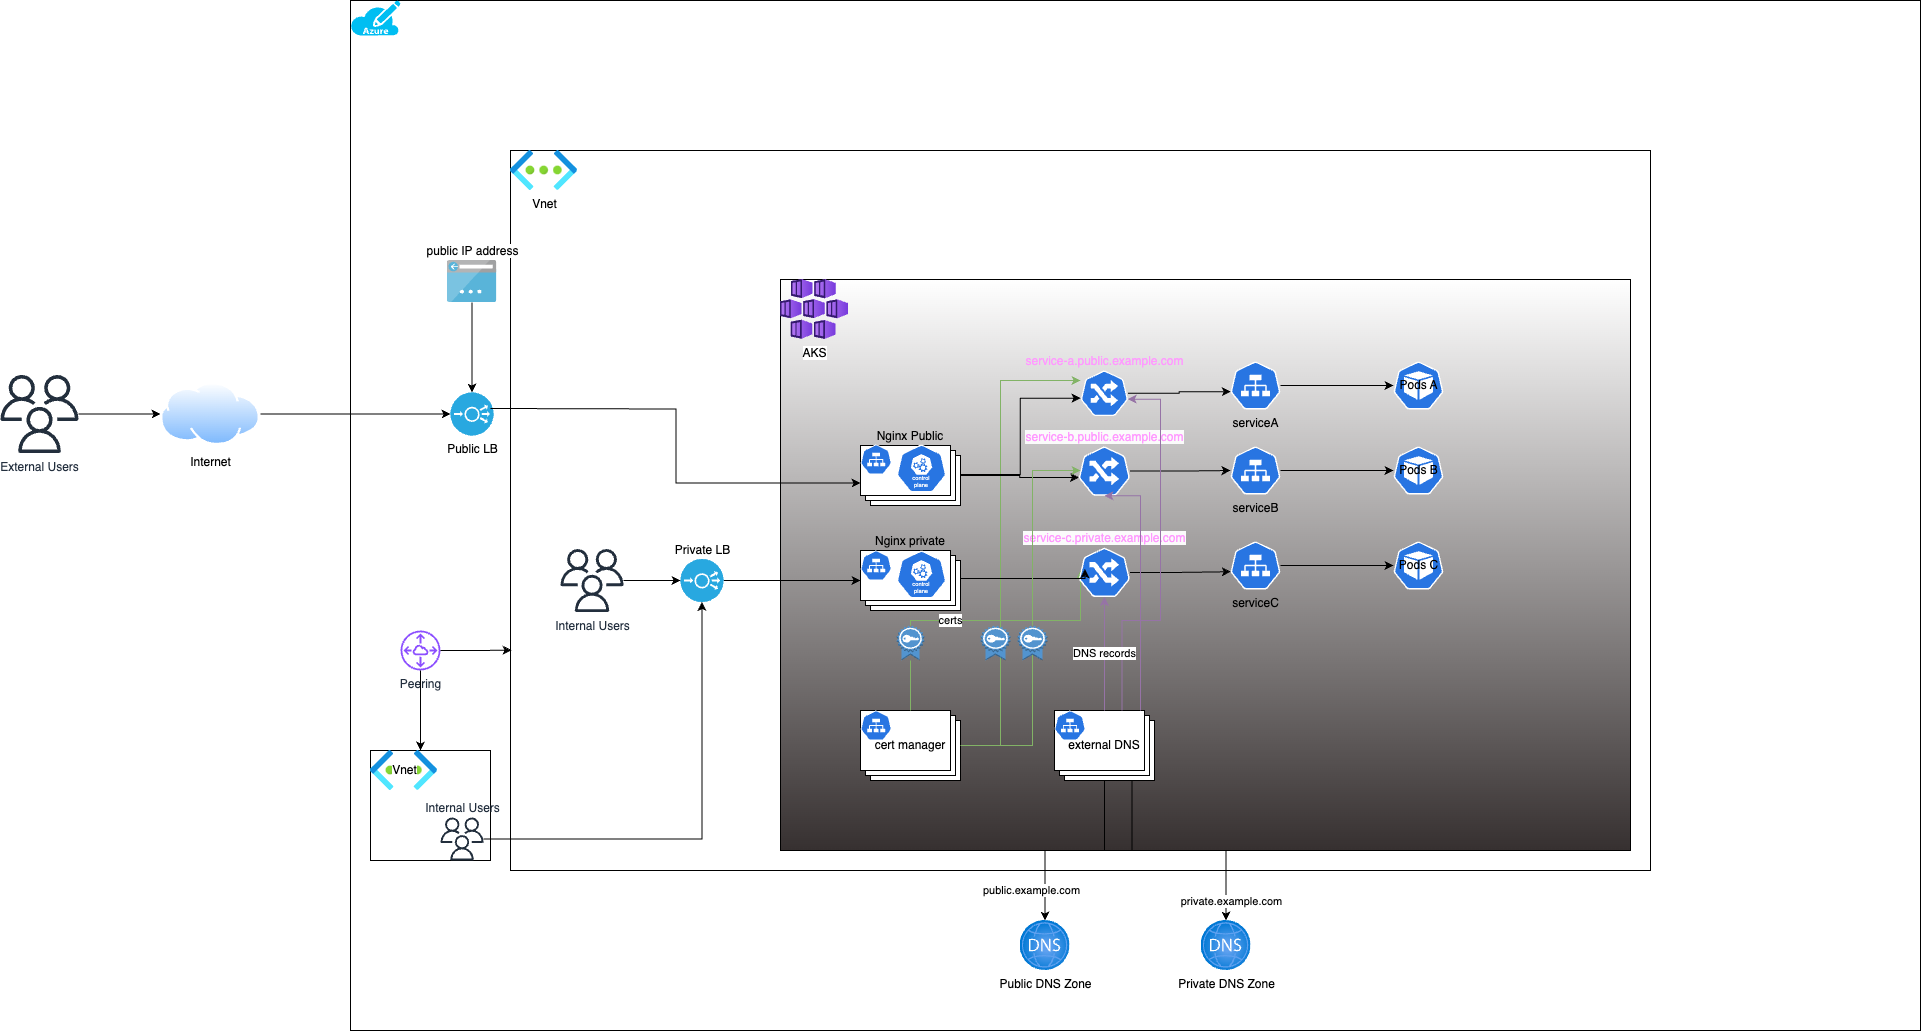 Azure
Vnet
public IP address
AKS
service-a.public.example.com
Pods A
External Users
Internet
Public LB
serviceA
Nginx Public
control
plane
service-b.public.example.com
Pods B
serviceB
Nginx private
control
plane
service-c.private.example.com
Private LB
Pods C
serviceC
Internal Users
certs
DNS records
Peering
cert manager
external DNS
Vnet
Internal Users
public.example.com
private.example.com
DNS
DNS
Public DNS Zone
Private DNS Zone